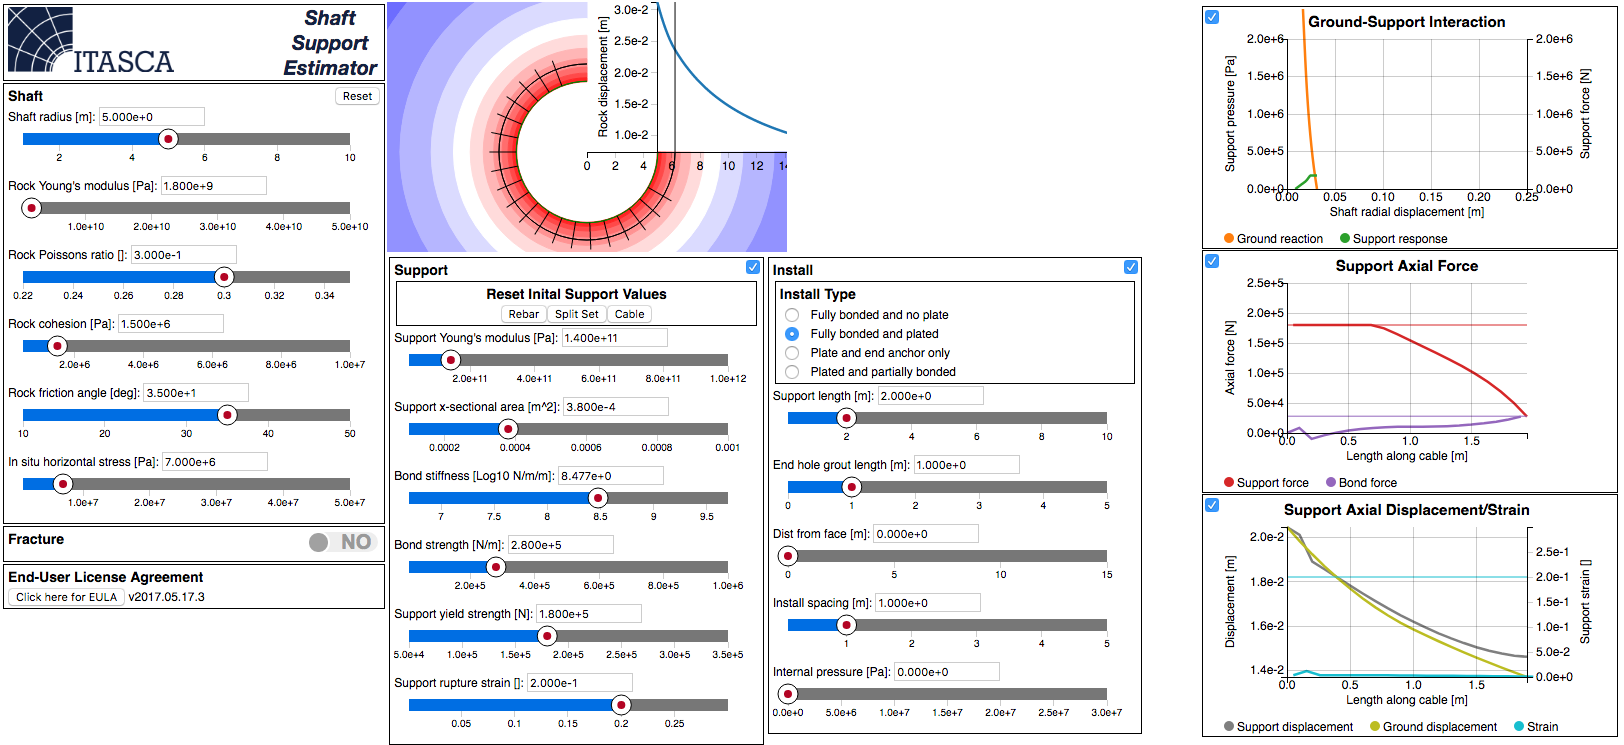 ITASCA
Shaft
Support
Estimator
Shaft
Reset
Shaft radius [m]: 5.000e+0
2 4 6 8 10
Rock Young's modulus [Pa]: 1.800e+9
1.0e+10 2.0e+10 3.0e+10 4.0e+10 5.0e+10
Rock Poissons ratio []: 3.000e-1
0.22 0.24 0.26 0.28 0.3 0.32 0.34
Rock cohesion [Pa]: 1.500e+6
2.0e+6 4.0e+6 6.0e+6 8.0e+6 1.0e+7
Rock friction angle [deg]: 3.500e+1
10 20 30 40 50
In situ horizontal stress [Pa]: 7.000e+6
1.0e+7 2.0e+7 3.0e+7 4.0e+7 5.0e+7
Fracture
NO
End-User License Agreement
Click here for EULA v2017.05.17.3
Rock displacement [m]
3.0e-2
2.5e-2
2.0e-2
1.5e-2
1.0e-2
0 2 4 6 8 10 12
Support
Reset Inital Support Values
Rebar Split Set Cable
Support Young's modulus [Pa]: 1.400e+11
2.0e+11 4.0e+11 6.0e+11 8.0e+11 1.0e+12
Support x-sectional area [m^2]: 3.800e-4
0.0002 0.0004 0.0006 0.0008 0.001
Bond stiffness [Log10 N/m/m]: 8.477e+0
7 7.5 8 8.5 9 9.5
Bond strength [N/m]: 2.800e+5
2.0e+5 4.0e+5 6.0e+5 8.0e+5 1.0e+6
Support yield strength [N]: 1.800e+5
5.0e+4 1.0e+5 1.5e+5 2.0e+5 2.5e+5 3.0e+5 3.5e+5
Support rupture strain []: 2.000e-1
0.05 0.1 0.15 0.2 0.25
Install
Install Type
Fully bonded and no plate
Fully bonded and plated
Plate and end anchor only
Plated and partially bonded
Support length [m]: 2.000e+0
2 4 6 8 10
End hole grout length [m]: 1.000e+0
0 1 2 3 4 5
Dist from face [m]: 0.000e+0
0 5 10 15
Install spacing [m]: 1.000e+0
1 2 3 4 5
Internal pressure [Pa]: 0.000e+0
0.0e+0 5.0e+6 1.0e+7 1.5e+7 2.0e+7 2.5e+7 3.0e+7
Ground-Support Interaction
Support pressure [Pa]
2.0e+6
1.5e+6
1.0e+6
5.0e+5
0.0e+0
2.0e+6
1.5e+6
1.0e+6
5.0e+5
0.0e+0
Support force [N]
0.00 0.05 0.10 0.15 0.20 0.25
Shaft radial displacement [m]
Ground reaction Support response
Support Axial Force
Axial force [N]
2.5e+5
2.0e+5
1.5e+5
1.0e+5
5.0e+4
0.0e+0
0.0 0.5 1.0 1.5
Length along cable [m]
Support force Bond force
Support Axial Displacement/Strain
Displacement [m]
2.0e-2
1.8e-2
1.6e-2
1.4e-2
2.5e-1
2.0e-1
1.5e-1
1.0e-1
5.0e-2
0.0e+0
Support strain []
0.0 0.5 1.0 1.5
Length along cable [m]
Support displacement Ground displacement Strain